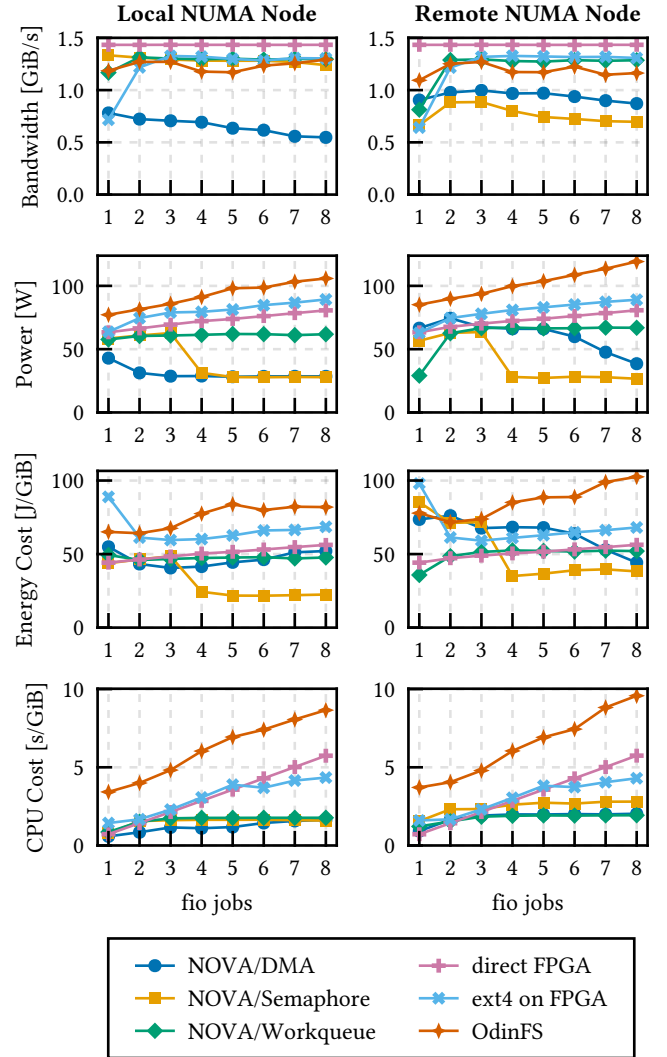 Local NUMA Node
Remote NUMA Node
Bandwidth [GiB/s]
1.5
1.0
0.5
0.0
1 2 3 4 5 6 7 8
1.5
1.0
0.5
0.0
1 2 3 4 5 6 7 8
Power [W]
100
50
0
1 2 3 4 5 6 7 8
100
50
0
1 2 3 4 5 6 7 8
Energy Cost [J/GiB]
100
50
0
1 2 3 4 5 6 7 8
100
50
0
1 2 3 4 5 6 7 8
CPU Cost [s/GiB]
10
5
0
1 2 3 4 5 6 7 8
fio jobs
10
5
0
1 2 3 4 5 6 7 8
fio jobs
NOVA/DMA
NOVA/Semaphore
NOVA/Workqueue
direct FPGA
ext4 on FPGA
OdinFS